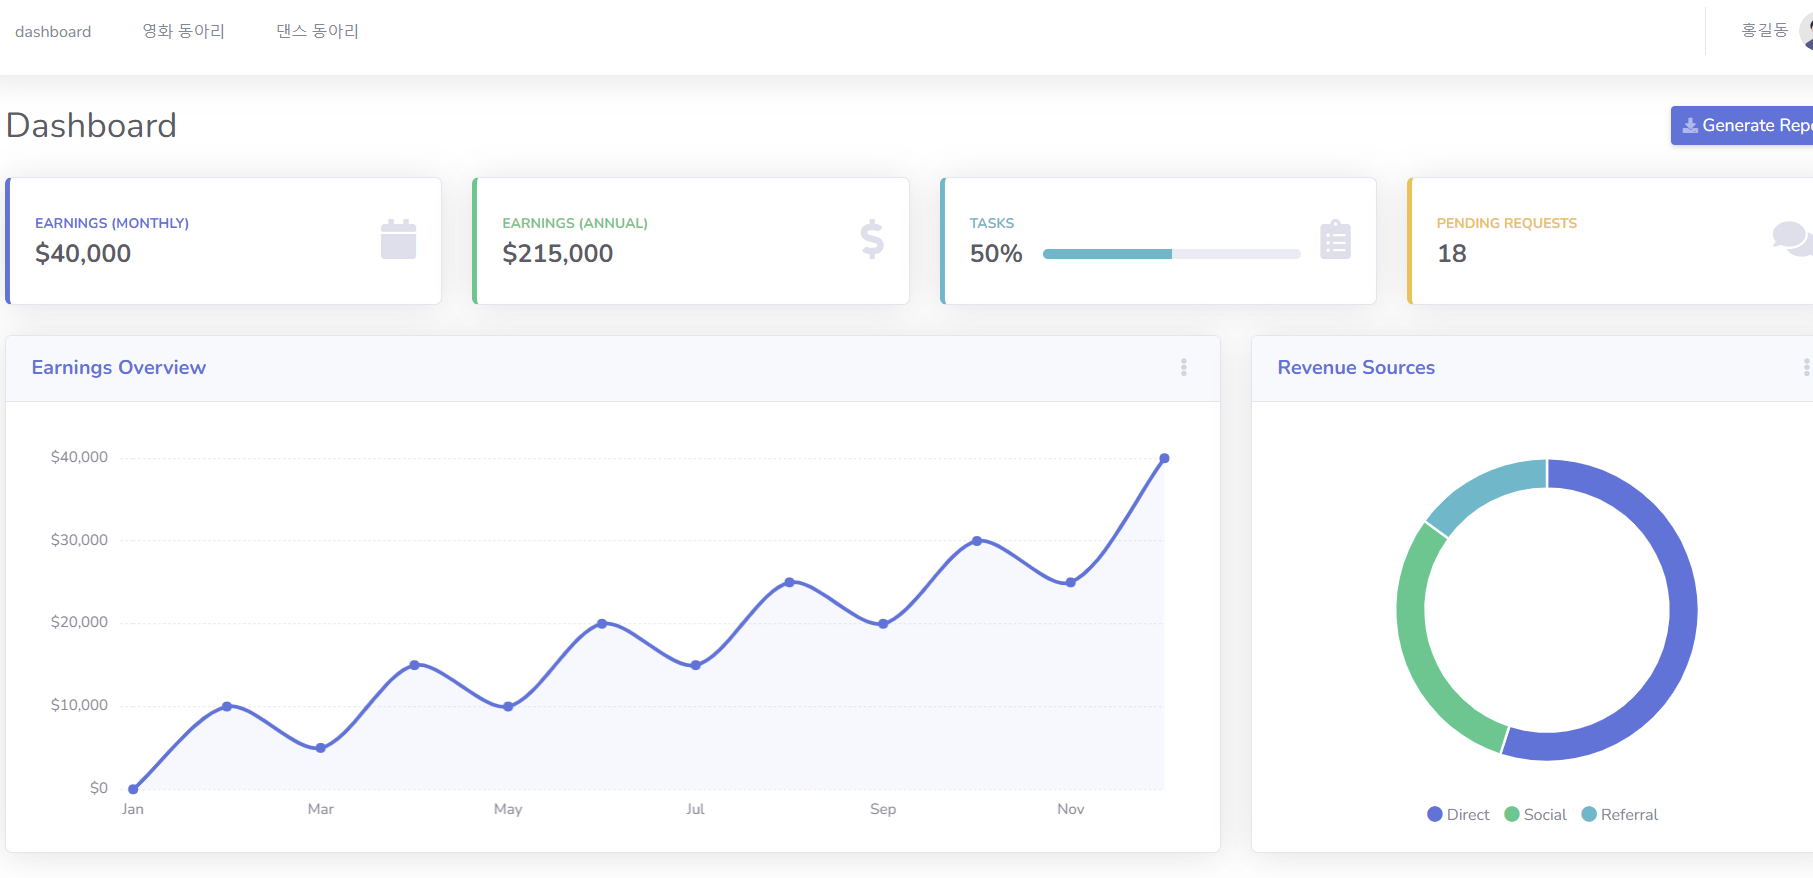 dashboard 영화 동아리 댄스 동아리 홍길동
Dashboard
Generate
EARNINGS (MONTHLY)
$40,000
EARNINGS (ANNUAL)
$215,000
TASKS
50%
PENDING REQUESTS
18
Earnings Overview
$40,000
$30,000
$20,000
$10,000
$0
Jan Mar May Jul Sep Nov
Revenue Sources
Direct Social Referral